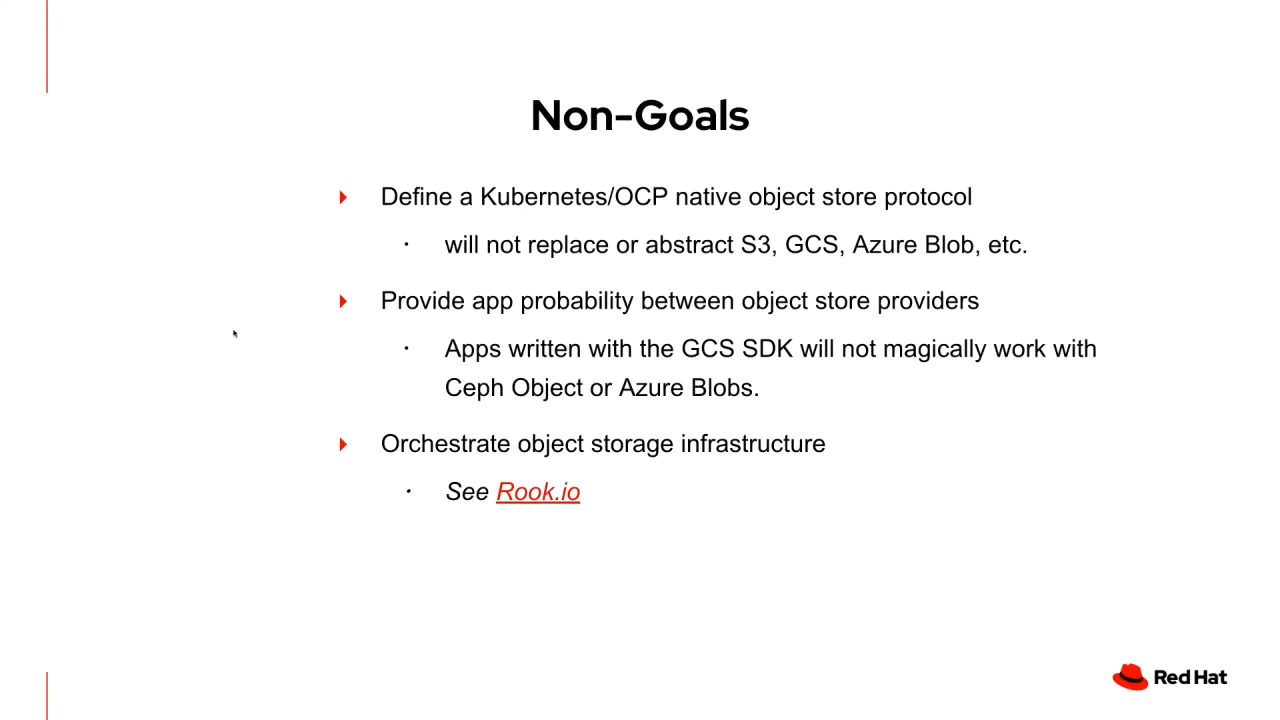 Non-Goals
Define a Kubernetes/OCP native object store protocol
will not replace or abstract S3, GCS, Azure Blob, etc.
Provide app probability between object store providers
Apps written with the GCS SDK will not magically work with
Ceph Object or Azure Blobs.
Orchestrate object storage infrastructure
See Rook.io
Red Hat